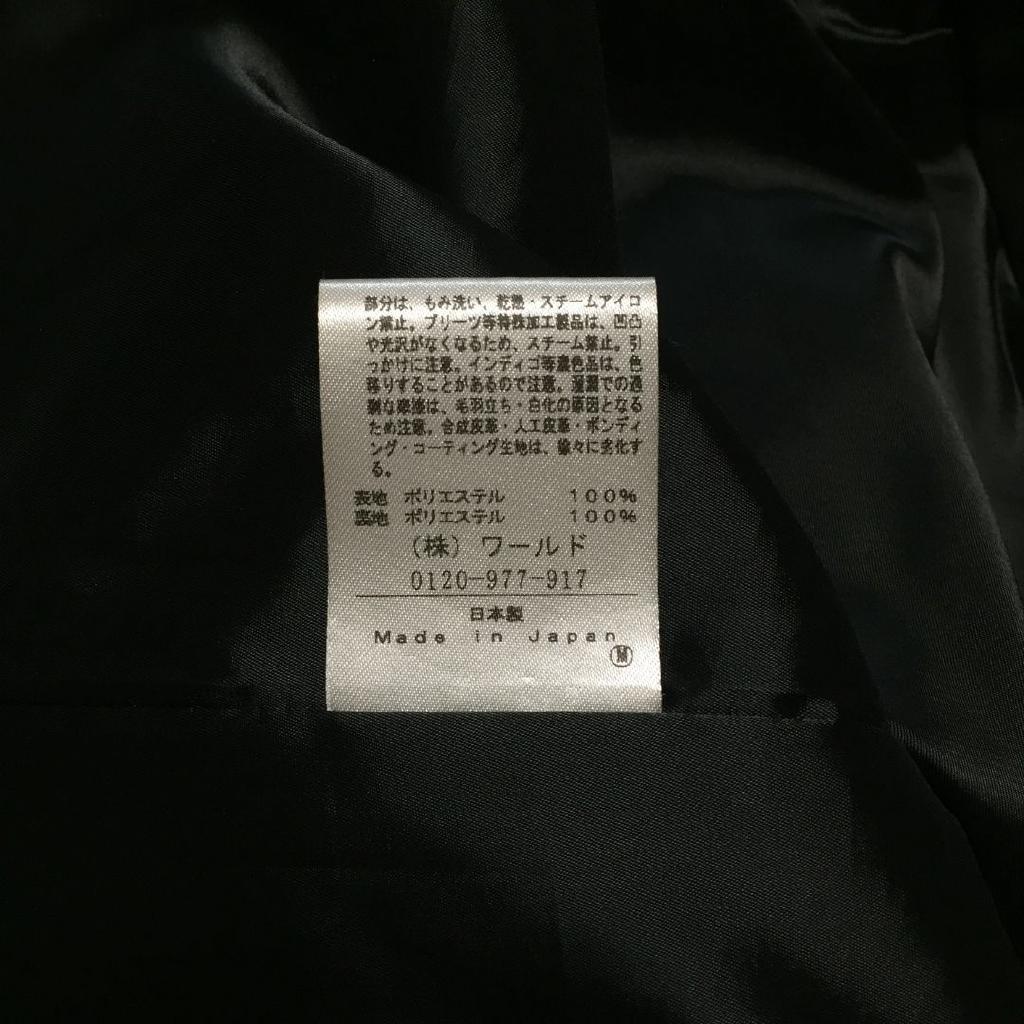 部分は、もみ洗い、乾燥・スチームアイロ
ン禁止。プリーツ等特殊加工製品は、凹凸
や光沢がなくなるため、スチーム禁止。引
っかけに注意。インディゴ等濃色品は、色
移りすることがあるので注意。湿潤での過
剰な摩擦は、毛羽立ち・白化の原因となる
ため注意。合成皮革・人工皮革・ボンディ
ング・コーティング生地は、徐々に劣化す
る。
表地 ポリエステル 100%
裏地 ポリエステル 100%
(株) ワールド
0120-977-917
日本製
Made in Japan
Ⓜ